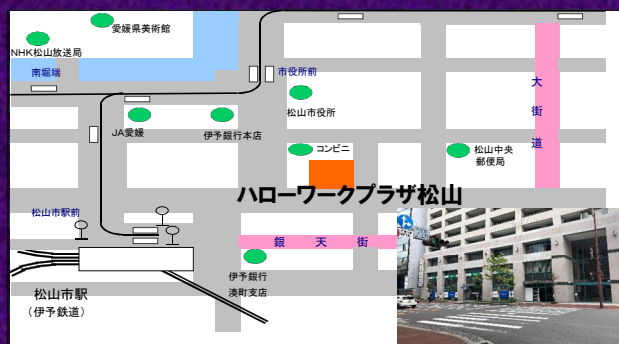 愛媛県美術館
NHK松山放送局
南堀端
市役所前
大街道
松山市役所
JA愛媛
伊予銀行本店
コンビニ
松山中央
郵便局
ハローワークプラザ松山
松山市駅前
銀天街
伊予銀行
湊町支店
松山市駅
（伊予鉄道）